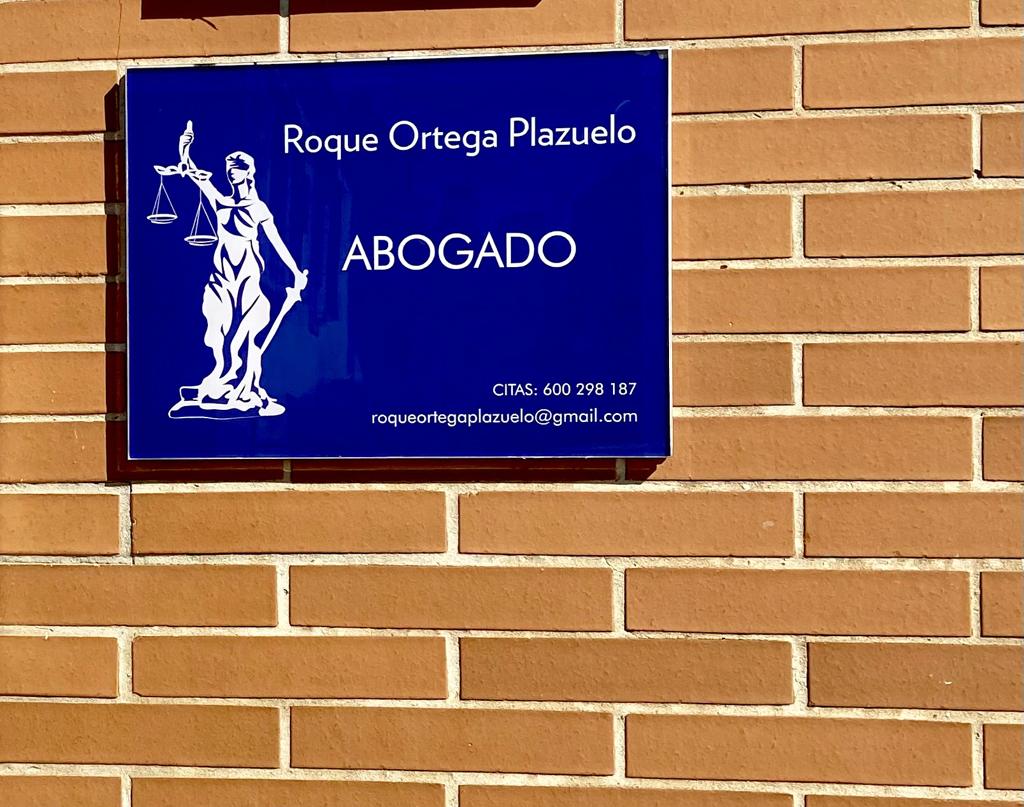 Roque Ortega Plazuelo
ABOGADO
CITAS: 600 298 187
roqueortegaplazuelo@gmail.com